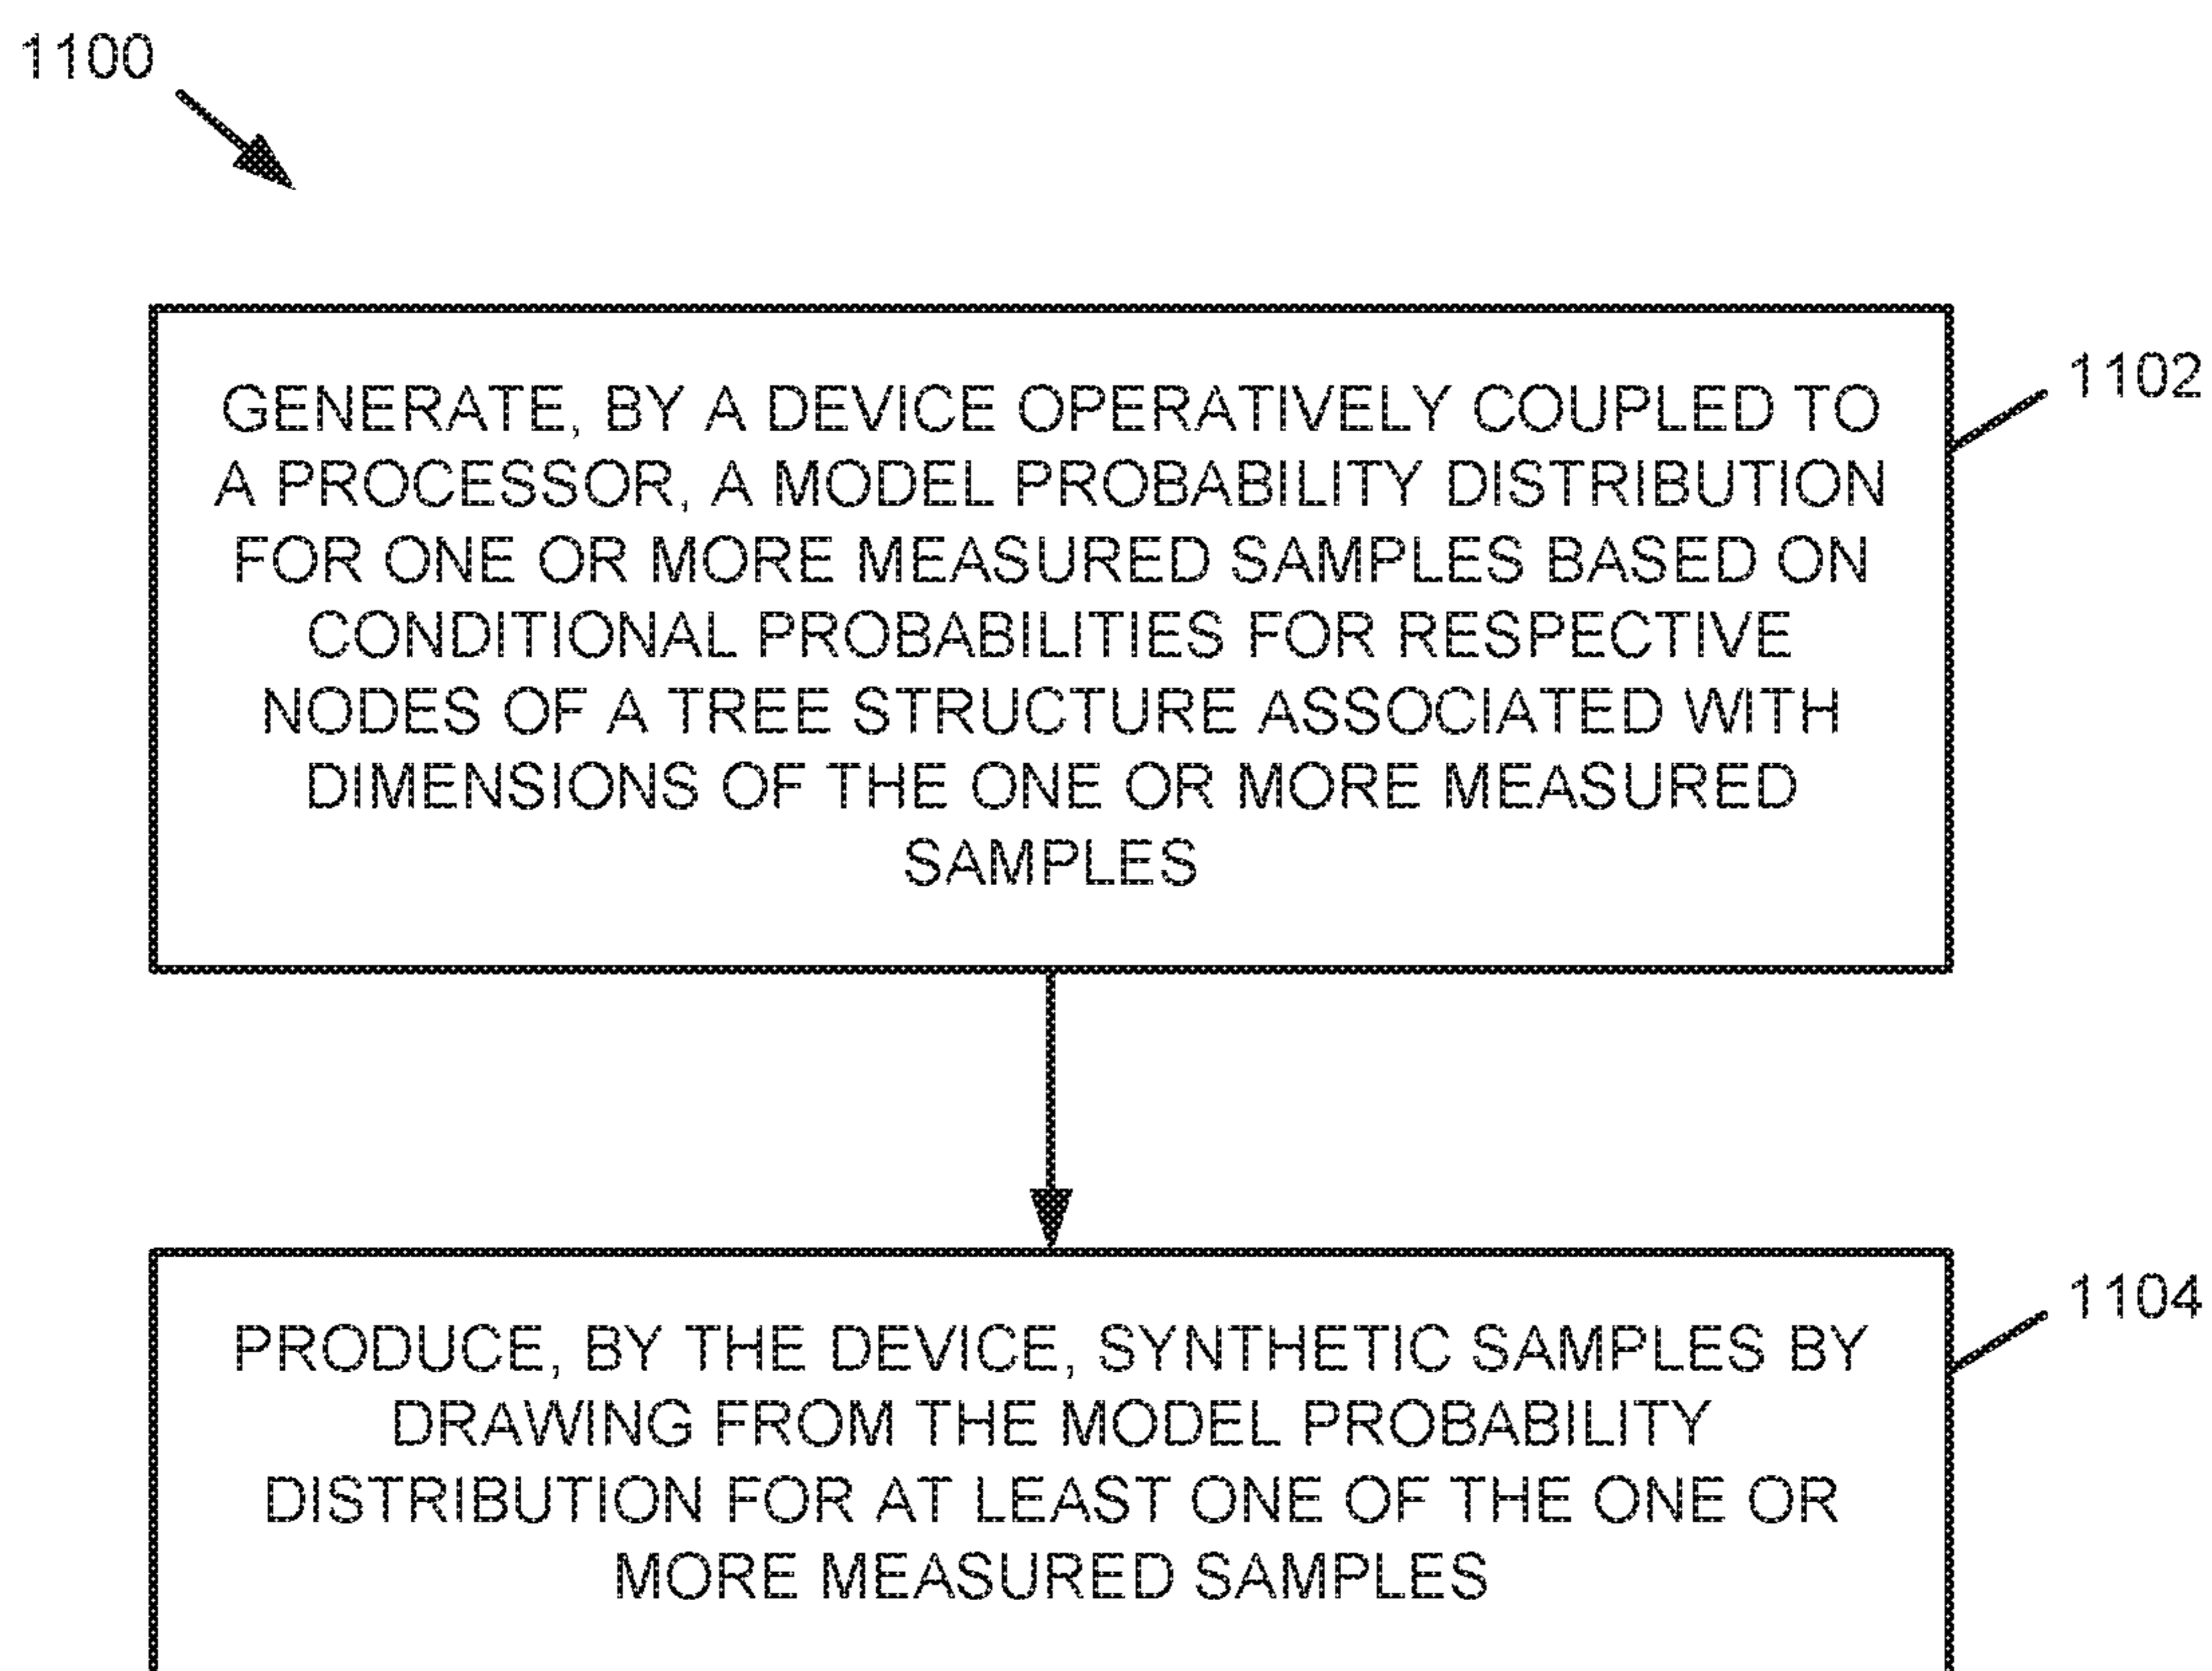 1100
GENERATE, BY A DEVICE OPERATIVELY COUPLED TO
A PROCESSOR, A MODEL PROBABILITY DISTRIBUTION
FOR ONE OR MORE MEASURED SAMPLES BASED ON
CONDITIONAL PROBABILITIES FOR RESPECTIVE
NODES OF A TREE STRUCTURE ASSOCIATED WITH
DIMENSIONS OF THE ONE OR MORE MEASURED
SAMPLES
1102
PRODUCE, BY THE DEVICE, SYNTHETIC SAMPLES BY
DRAWING FROM THE MODEL PROBABILITY
DISTRIBUTION FOR AT LEAST ONE OF THE ONE OR
MORE MEASURED SAMPLES
1104